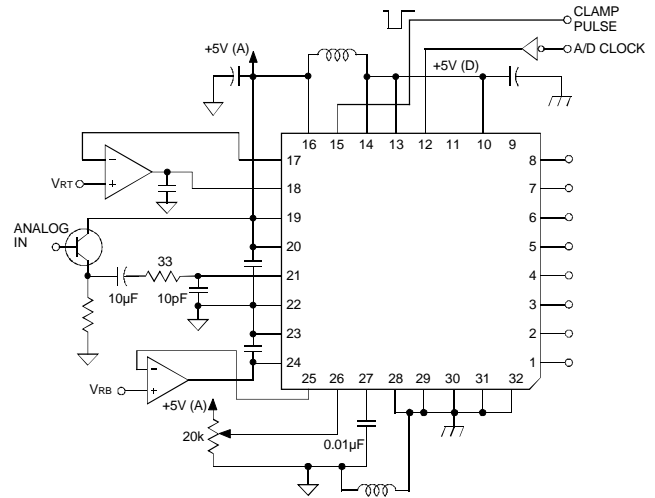 CLAMP
PULSE
+5V (A)
A/D CLOCK
+5V (D)
16 15 14 13 12 11 10 9
17
18
19
20
21
22
23
24
8
7
6
5
4
3
2
1
VRT
ANALOG
IN
33
10µF
10pF
VRB
25 26 27 28 29 30 31 32
+5V (A)
20k
0.01µF